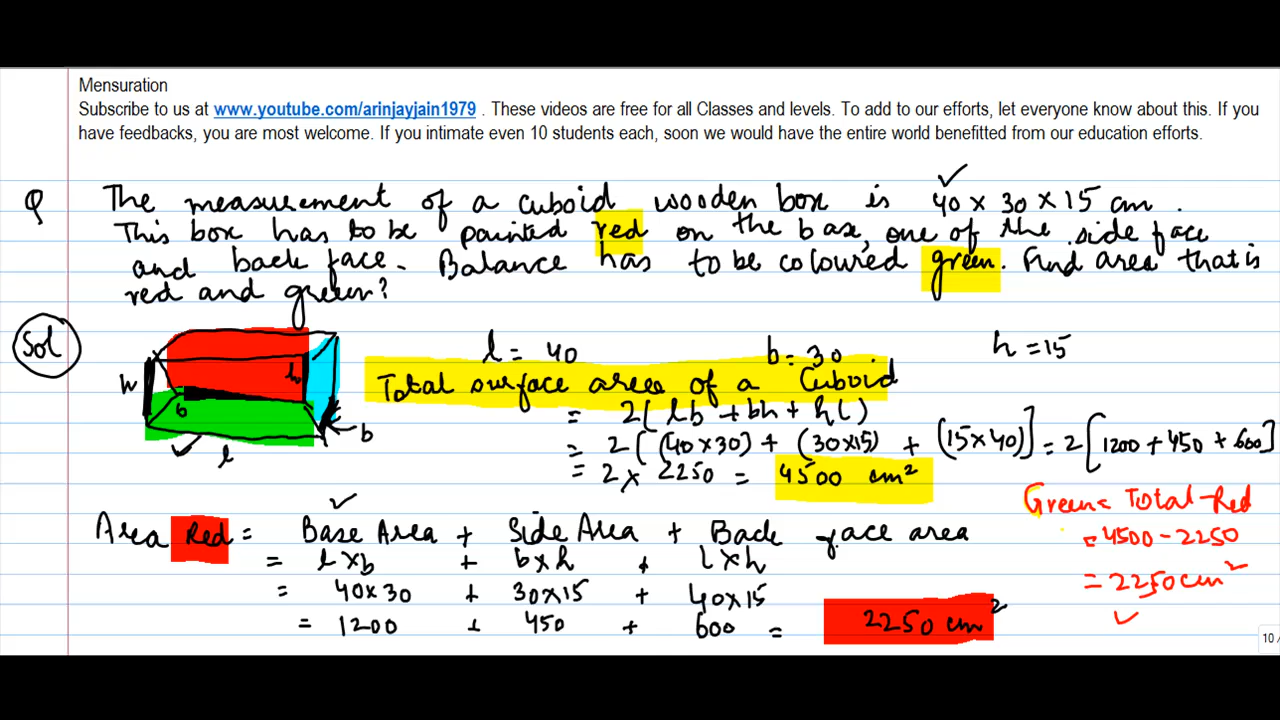 Mensuration
Subscribe to us at www.youtube.com/arinjayjain1979 . These videos are free for all Classes and levels. To add to our efforts, let everyone know about this. If you
have feedbacks, you are most welcome. If you intimate even 10 students each, soon we would have the entire world benefitted from our education efforts.
Q The measurement of a cuboid wooden box is 40 x 30 x 15 cm .
This box has to be painted red on the base, one of the side face
and back face. Balance has to be coloured green. Find area that is
red and green?
Sol
l = 40 b = 30 h = 15
h h
b
b
l
Total surface area of a Cuboid
= 2( lb + bh + hl )
= 2( (40x30) + (30x15) + (15x40)] = 2[1200 + 450 + 600]
= 2 x 2250 = 4500 cm²
Area Red = Base Area + Side Area + Back face area
= l x b + b x h + l x h
= 40x30 + 30x15 + 40x15
= 1200 + 450 + 600 = 2250 cm²
Green = Total - Red
= 4500 - 2250
= 2250 cm²
10 /